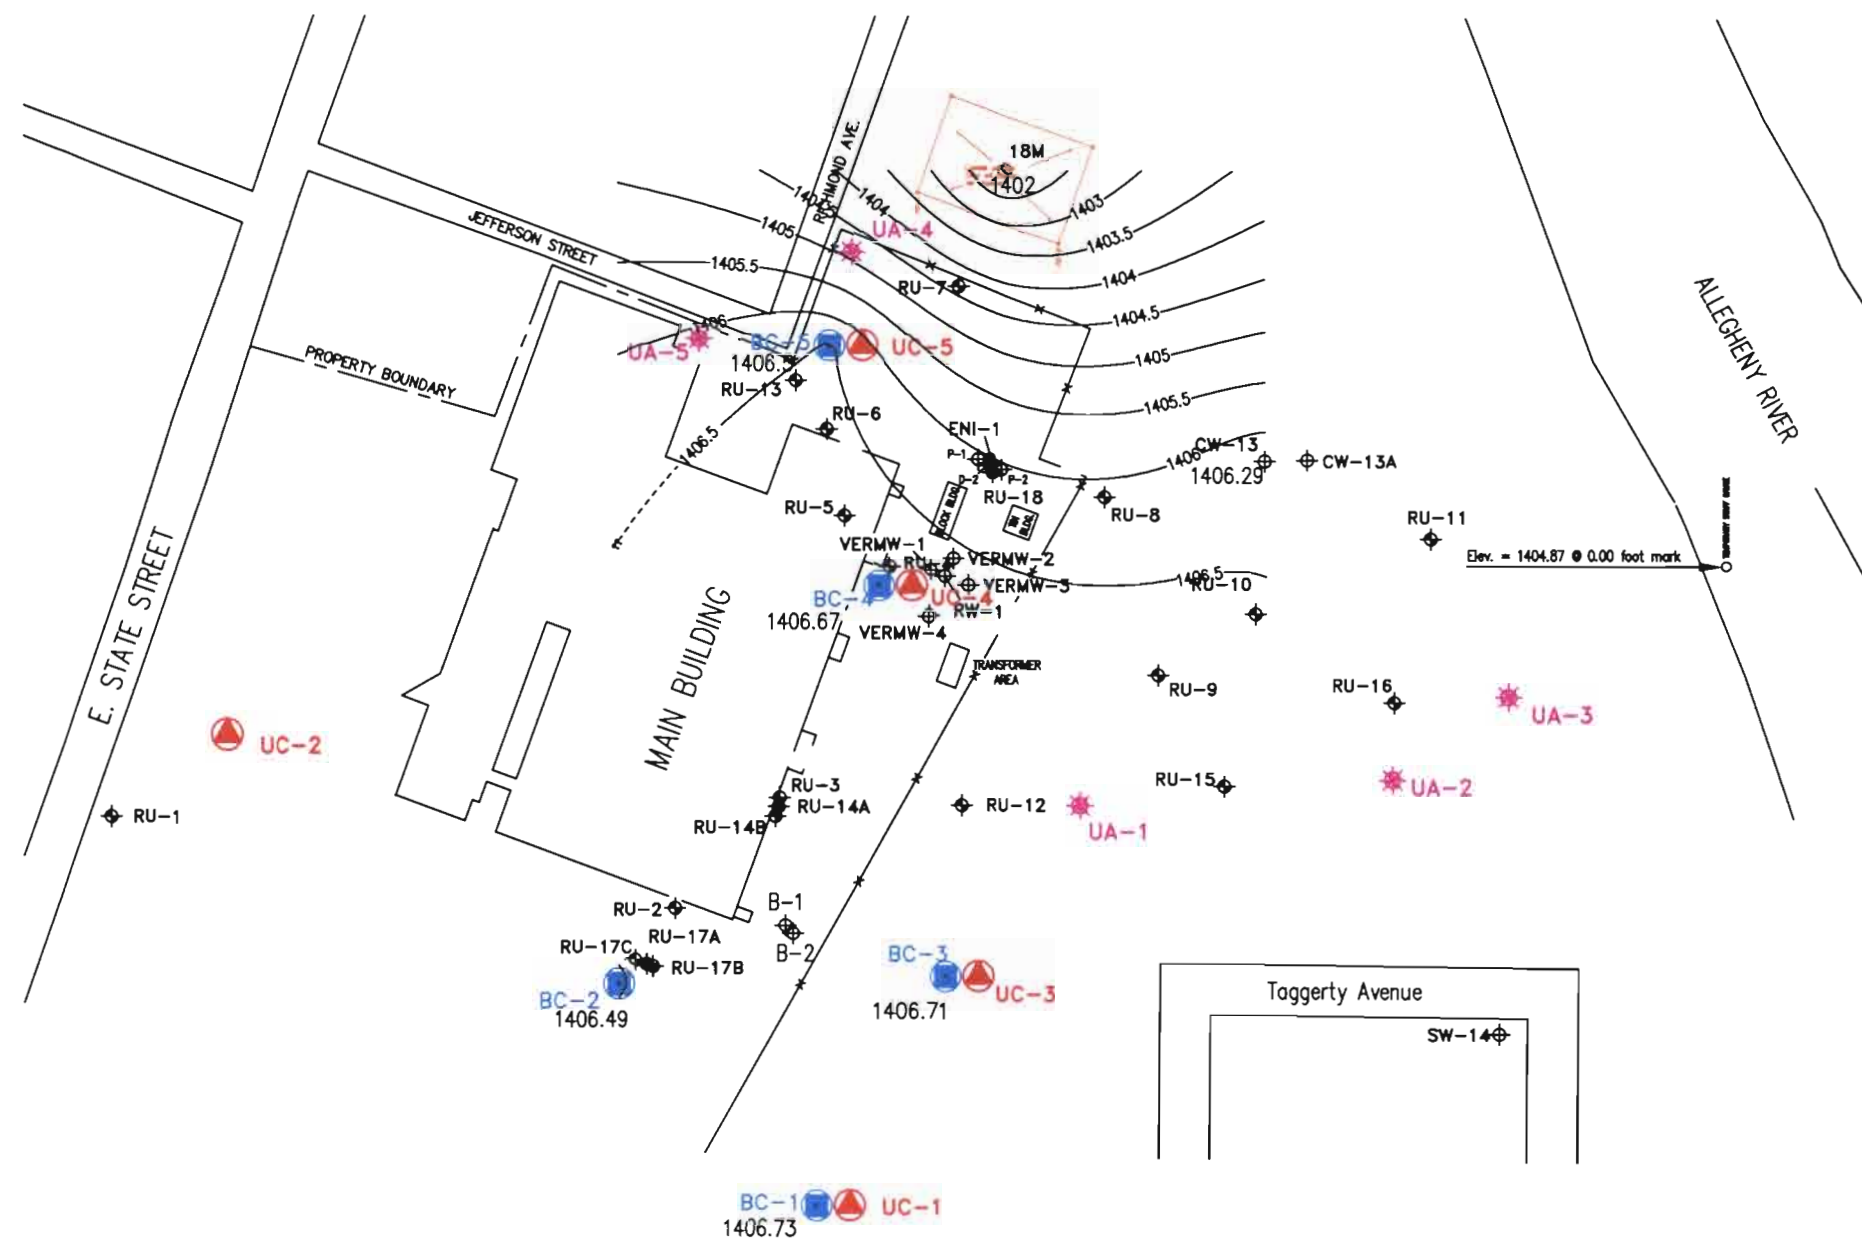 18M
1402
RICHMOND AVE.
1404
1403
UA-4
1405
1403.5
JEFFERSON STREET
1405.5
1404
RU-7
1404.5
ALLEGHENY RIVER
1406
UA-5
BC-5
UC-5
1405
PROPERTY BOUNDARY
RU-13
1405.5
RU-6
ENI-1
1406.5
P-1
CW-13
1406
CW-13A
1406.29
D-2
P-2
RU-18
RU-5
BLOCK BLDG.
RU-8
RU-11
VERMW-1
VERMW-2
Elev. = 1404.87 @ 0.00 foot mark
VERMW-3
1406.5
RU-10
BC-4
UC-4
RW-1
1406.67
VERMW-4
E. STATE STREET
MAIN BUILDING
TRANSFORMER
AREA
RU-9
RU-16
UA-3
UC-2
RU-3
RU-15
UA-2
RU-14A
RU-12
RU-1
RU-14B
UA-1
RU-2
B-1
RU-17A
RU-17C
B-2
RU-17B
BC-3
UC-3
BC-2
1406.49
1406.71
Taggerty Avenue
SW-14
BC-1
UC-1
1406.73